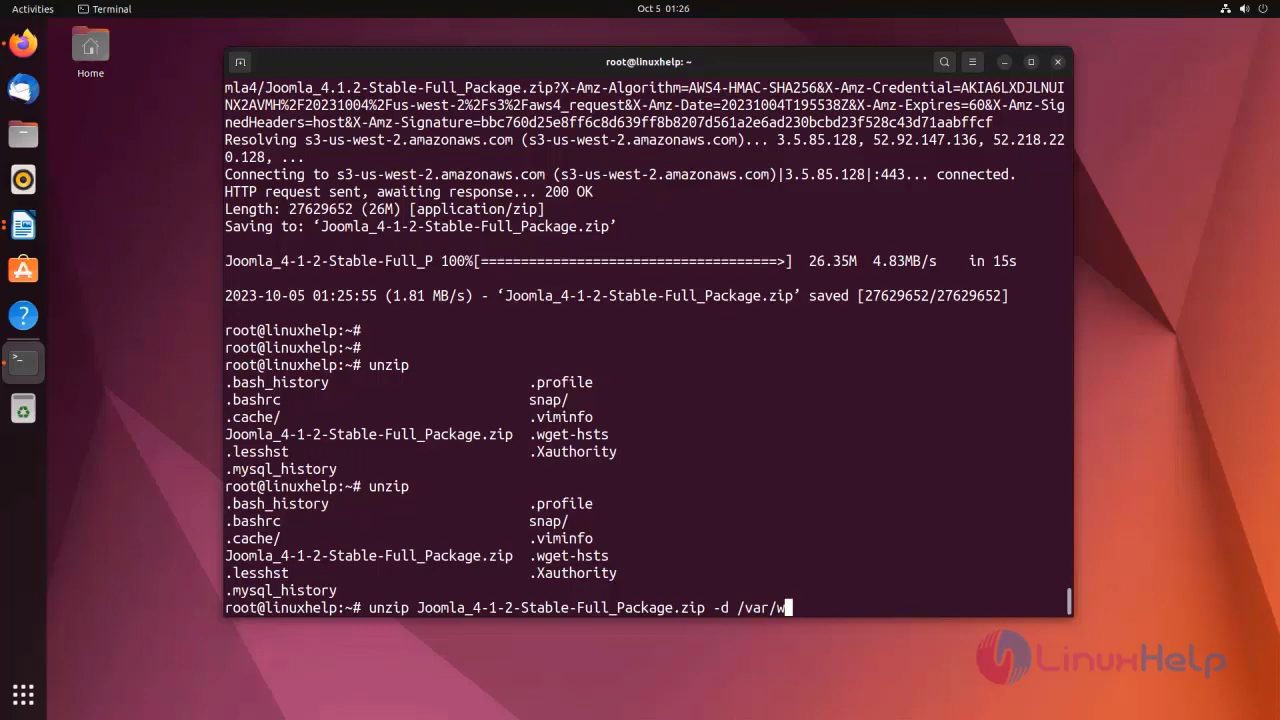 Activities
Terminal
Oct 5 01:26
Home
root@linuxhelp: ~
mla4/Joomla_4.1.2-Stable-Full_Package.zip?X-Amz-Algorithm=AWS4-HMAC-SHA256&X-Amz-Credential=AKIA6LXDJLNUI
NX2AVMH%2F20231004%2Fus-west-2%2Fs3%2Faws4_request&X-Amz-Date=20231004T195538Z&X-Amz-Expires=60&X-Amz-Sig
nedHeaders=host&X-Amz-Signature=bbc760d25e8ff6c8d639ff8b8207d561a2e6ad230bcbd23f528c43d71aabffcf
Resolving s3-us-west-2.amazonaws.com (s3-us-west-2.amazonaws.com)... 3.5.85.128, 52.92.147.136, 52.218.22
0.128, ...
Connecting to s3-us-west-2.amazonaws.com (s3-us-west-2.amazonaws.com)|3.5.85.128|:443... connected.
HTTP request sent, awaiting response... 200 OK
Length: 27629652 (26M) [application/zip]
Saving to: ‘Joomla_4-1-2-Stable-Full_Package.zip’
Joomla_4-1-2-Stable-Full_P 100%[=====================================>] 26.35M 4.83MB/s in 15s
2023-10-05 01:25:55 (1.81 MB/s) - ‘Joomla_4-1-2-Stable-Full_Package.zip’ saved [27629652/27629652]
root@linuxhelp:~#
root@linuxhelp:~#
root@linuxhelp:~# unzip
.bash_history .profile
.bashrc snap/
.cache/ .viminfo
Joomla_4-1-2-Stable-Full_Package.zip .wget-hsts
.lesshst .Xauthority
.mysql_history
root@linuxhelp:~# unzip
.bash_history .profile
.bashrc snap/
.cache/ .viminfo
Joomla_4-1-2-Stable-Full_Package.zip .wget-hsts
.lesshst .Xauthority
.mysql_history
root@linuxhelp:~# unzip Joomla_4-1-2-Stable-Full_Package.zip -d /var/w
LinuxHelp